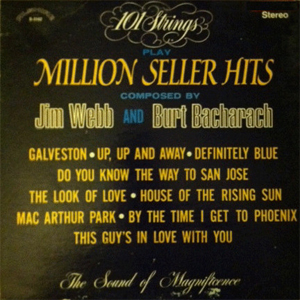 101 Strings
Stereo
PLAY
MILLION SELLER HITS
COMPOSED BY
Jim Webb AND Burt Bacharach
GALVESTON • UP, UP AND AWAY • DEFINITELY BLUE
DO YOU KNOW THE WAY TO SAN JOSE
THE LOOK OF LOVE • HOUSE OF THE RISING SUN
MAC ARTHUR PARK • BY THE TIME I GET TO PHOENIX
THIS GUY'S IN LOVE WITH YOU
The Sound of Magnificence